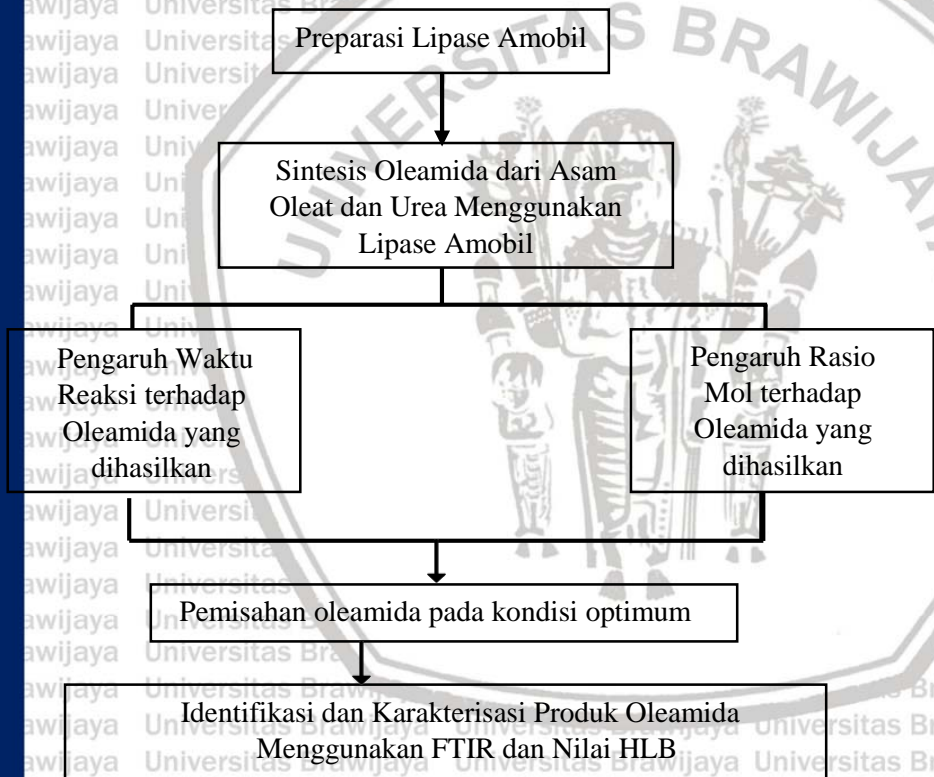 Preparasi Lipase Amobil
Sintesis Oleamida dari Asam
Oleat dan Urea Menggunakan
Lipase Amobil
Pengaruh Waktu
Reaksi terhadap
Oleamida yang
dihasilkan
Pengaruh Rasio
Mol terhadap
Oleamida yang
dihasilkan
Pemisahan oleamida pada kondisi optimum
Identifikasi dan Karakterisasi Produk Oleamida
Menggunakan FTIR dan Nilai HLB